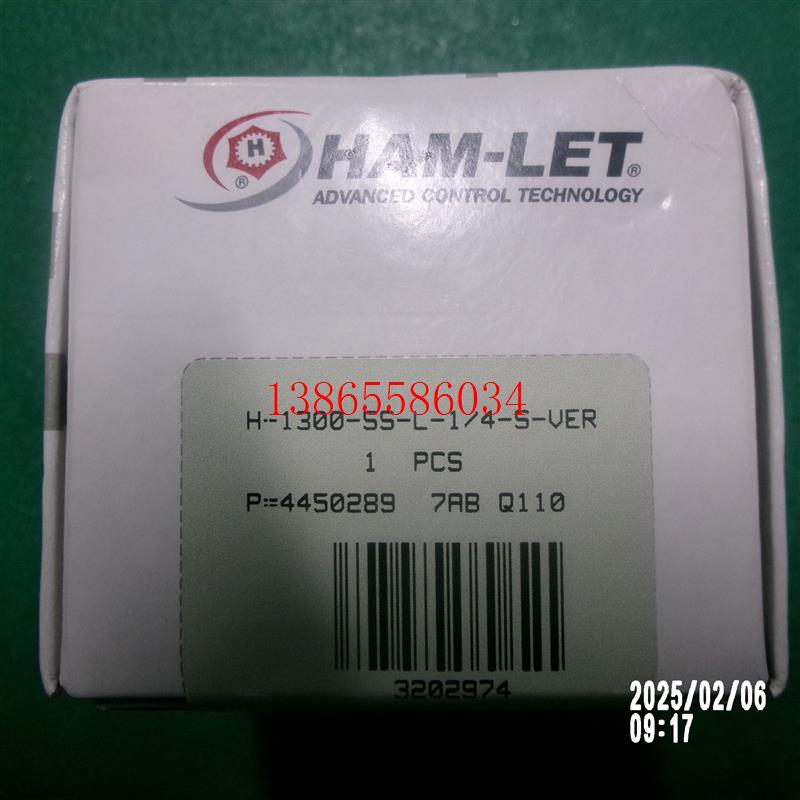 H
®
HAM-LET®
ADVANCED CONTROL TECHNOLOGY
13865586034
H-1300-SS-L-1/4-S-VER
1 PCS
P=4450289 7AB Q110
3202974
2025/02/06
09:17